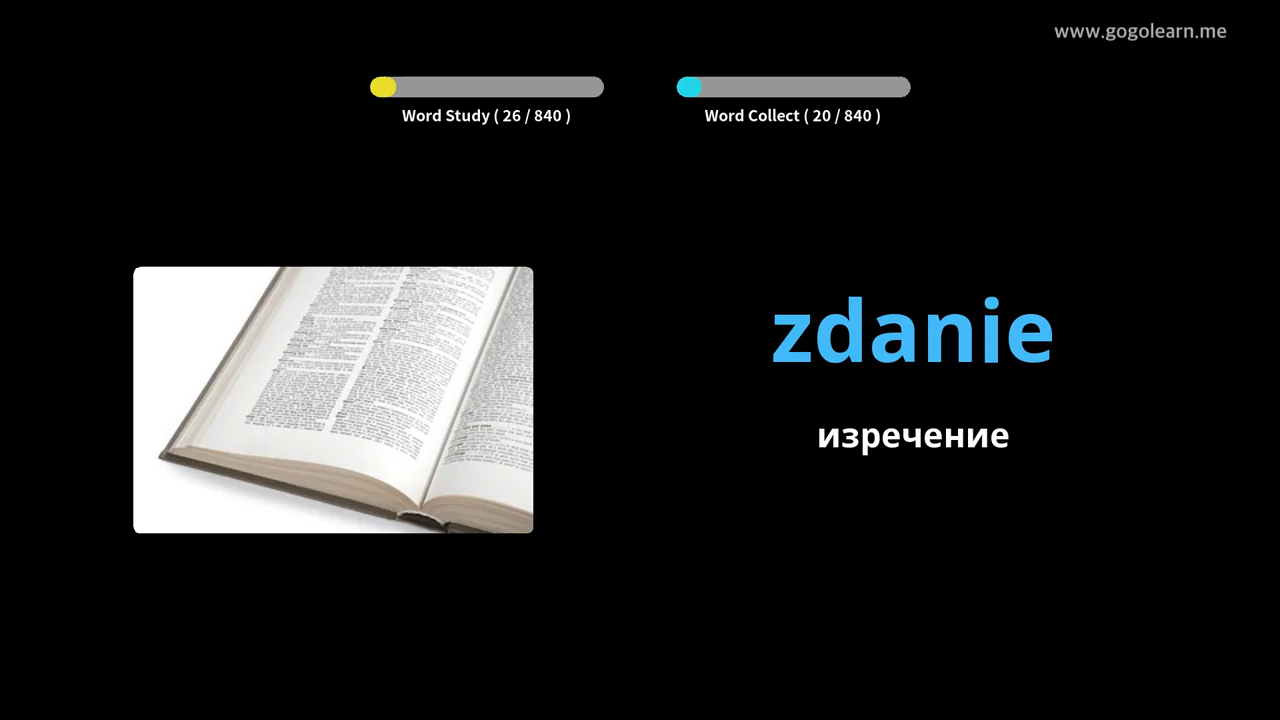 www.gogolearn.me
Word Study ( 26 / 840 )
Word Collect ( 20 / 840 )
zdanie
изречение